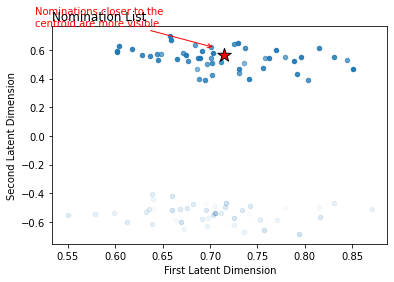 Nomination List
Nominations closer to the
centroid are more visible
0.6
0.4
0.2
0.0
−0.2
−0.4
−0.6
Second Latent Dimension
0.55 0.60 0.65 0.70 0.75 0.80 0.85
First Latent Dimension